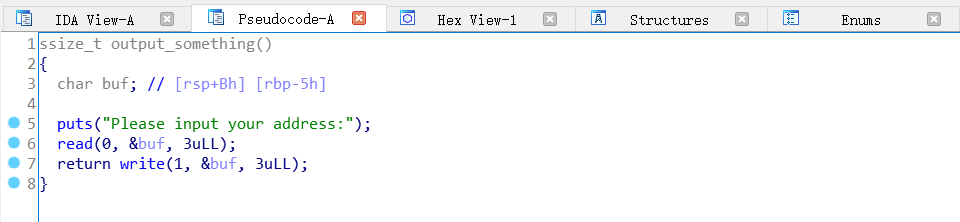 IDA View-A Pseudocode-A Hex View-1 Structures Enums
1 ssize_t output_something()
2 {
3 char buf; // [rsp+Bh] [rbp-5h]
4
5 puts("Please input your address:");
6 read(0, &buf, 3uLL);
7 return write(1, &buf, 3uLL);
8 }